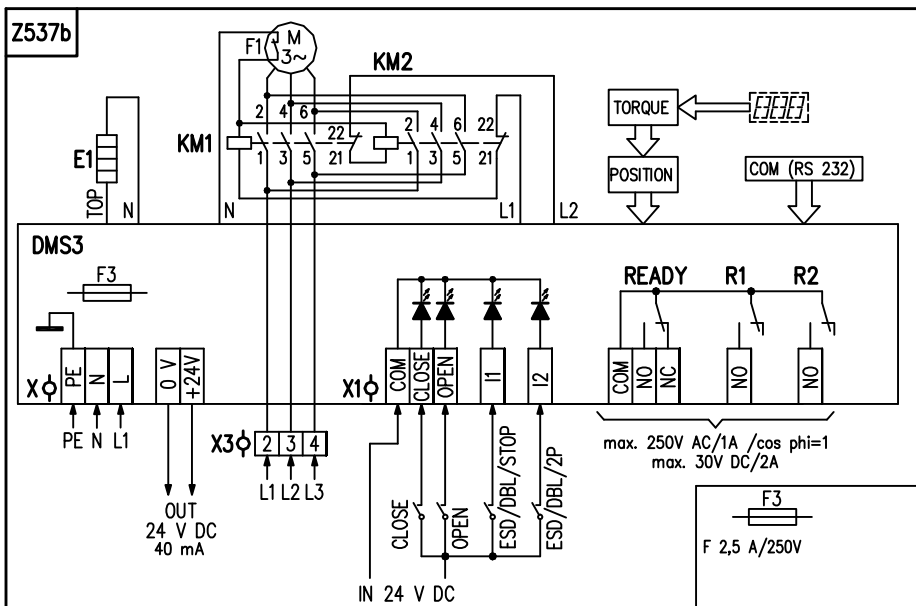 Z537b
M
3~
F1
KM2
2 4 6
22
2 4 6
22
KM1
1 3 5
21
1 3 5
21
E1
TOP
N
N
L1
L2
TORQUE
POSITION
COM (RS 232)
DMS3
F3
READY R1 R2
X
PE
N
L
0 V
+24V
X1
COM
CLOSE
OPEN
I1
I2
COM
NO
NC
NO
NO
PE N L1
X3
2 3 4
L1 L2 L3
OUT
24 V DC
40 mA
CLOSE
OPEN
ESD/DBL/STOP
ESD/DBL/2P
IN 24 V DC
max. 250V AC/1A /cos phi=1
max. 30V DC/2A
F3
F 2,5 A/250V